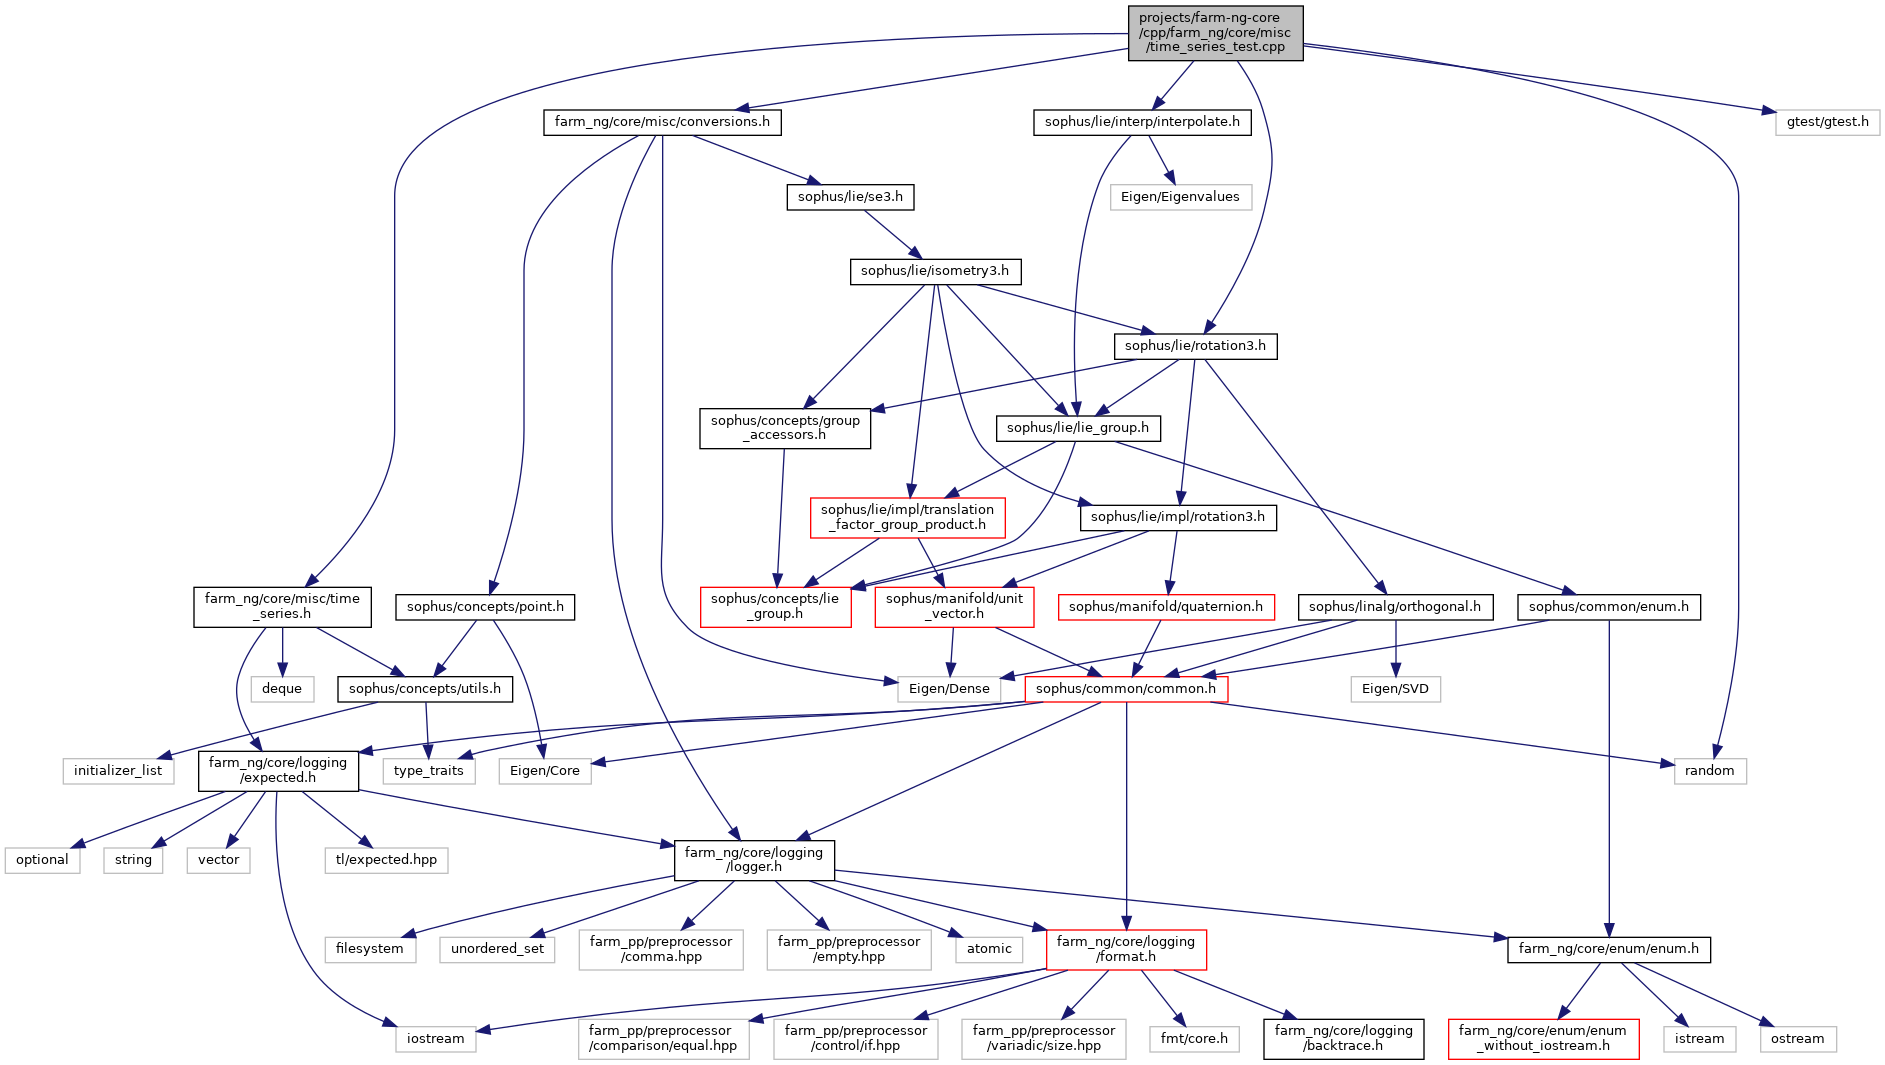 projects/farm-ng-core
/cpp/farm_ng/core/misc
/time_series_test.cpp
farm_ng/core/misc/conversions.h
sophus/lie/interp/interpolate.h
gtest/gtest.h
sophus/lie/se3.h
Eigen/Eigenvalues
sophus/lie/isometry3.h
sophus/lie/rotation3.h
sophus/concepts/group
_accessors.h
sophus/lie/lie_group.h
sophus/lie/impl/translation
_factor_group_product.h
sophus/lie/impl/rotation3.h
farm_ng/core/misc/time
_series.h
sophus/concepts/point.h
sophus/concepts/lie
_group.h
sophus/manifold/unit
_vector.h
sophus/manifold/quaternion.h
sophus/linalg/orthogonal.h
sophus/common/enum.h
deque
sophus/concepts/utils.h
Eigen/Dense
sophus/common/common.h
Eigen/SVD
initializer_list
farm_ng/core/logging
/expected.h
type_traits
Eigen/Core
random
optional
string
vector
tl/expected.hpp
farm_ng/core/logging
/logger.h
filesystem
unordered_set
farm_pp/preprocessor
/comma.hpp
farm_pp/preprocessor
/empty.hpp
atomic
farm_ng/core/logging
/format.h
farm_ng/core/enum/enum.h
iostream
farm_pp/preprocessor
/comparison/equal.hpp
farm_pp/preprocessor
/control/if.hpp
farm_pp/preprocessor
/variadic/size.hpp
fmt/core.h
farm_ng/core/logging
/backtrace.h
farm_ng/core/enum/enum
_without_iostream.h
istream
ostream